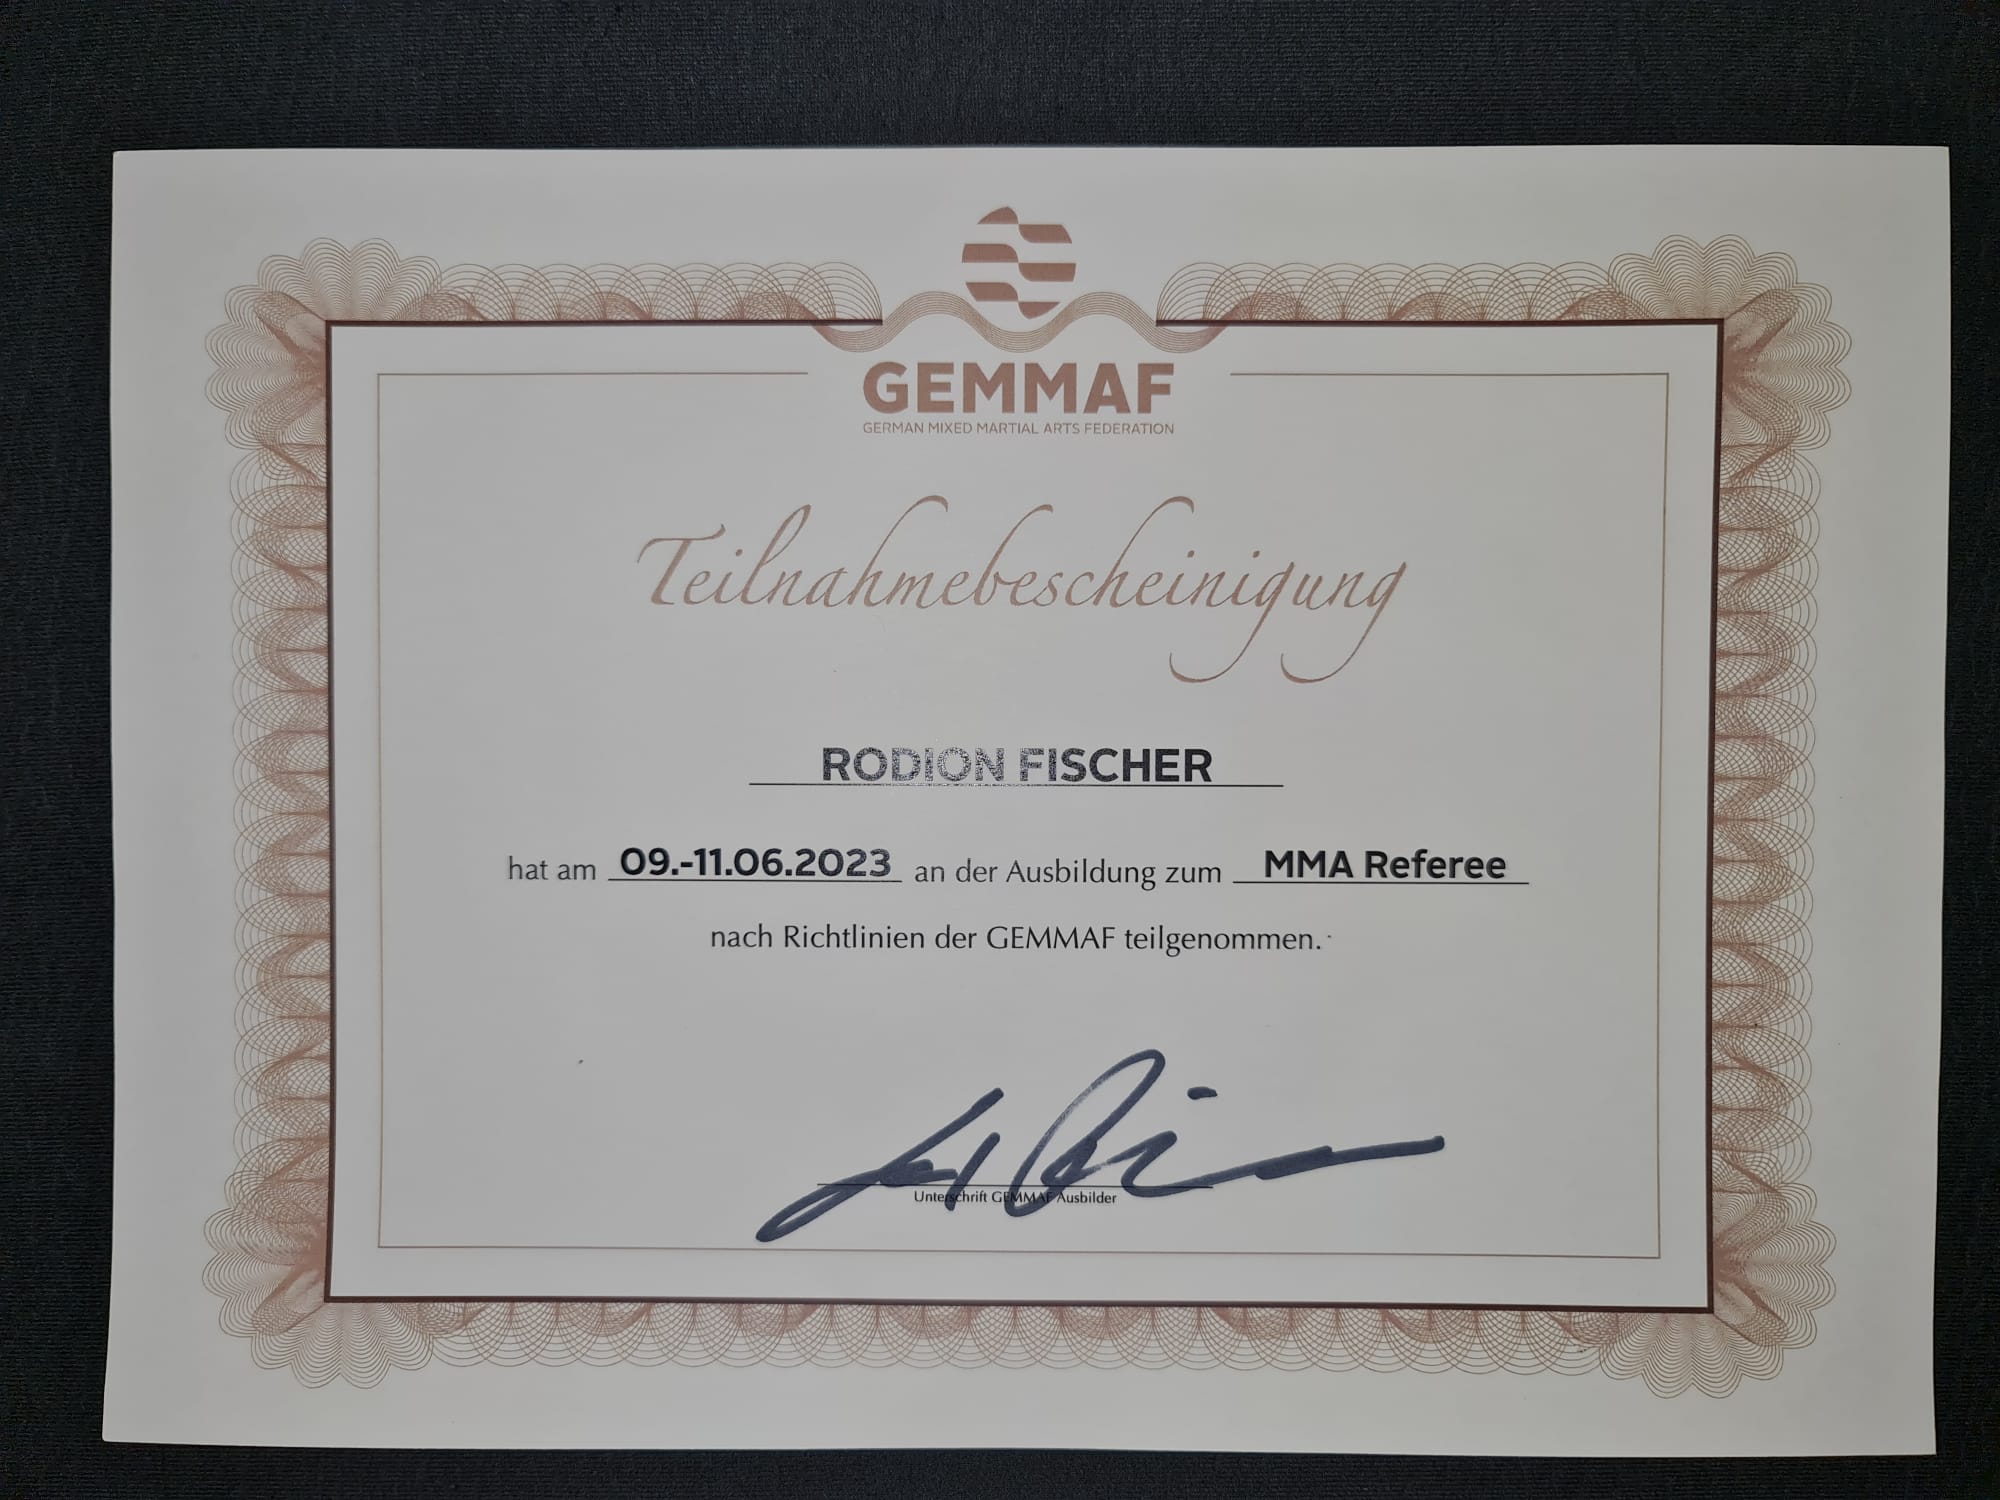 GEMMAF
GERMAN MIXED MARTIAL ARTS FEDERATION
Teilnahmebescheinigung
RODION FISCHER
hat am 09.-11.06.2023 an der Ausbildung zum MMA Referee
nach Richtlinien der GEMMAF teilgenommen.
Unterschrift GEMMAF Ausbilder